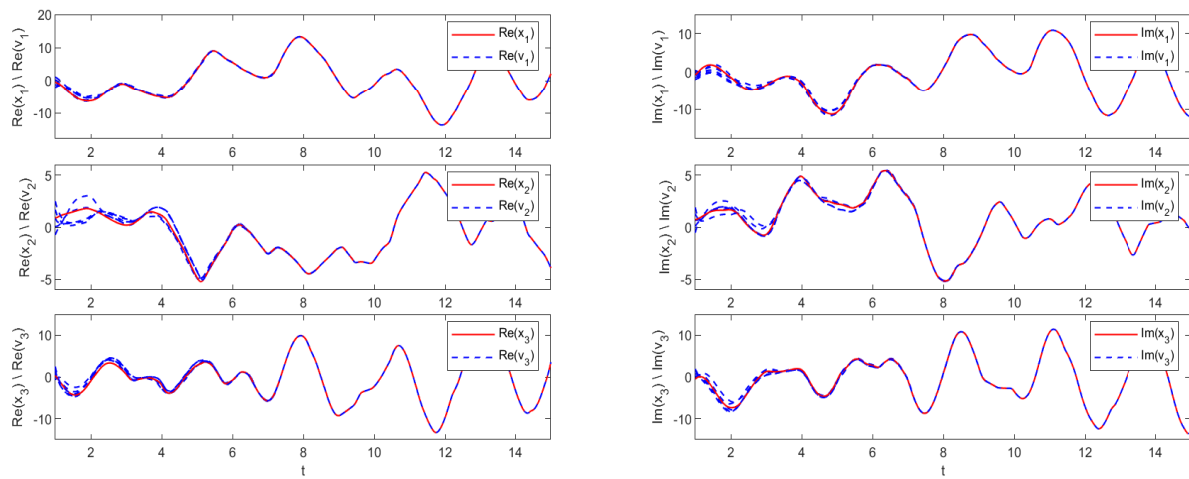 Re(x1) \ Re(v1)
20
10
0
-10
Re(x1)
Re(v1)
2 4 6 8 10 12 14
Im(x1) \ Im(v1)
10
0
-10
Im(x1)
Im(v1)
2 4 6 8 10 12 14
Re(x2) \ Re(v2)
5
0
-5
Re(x2)
Re(v2)
2 4 6 8 10 12 14
Im(x2) \ Im(v2)
5
0
-5
Im(x2)
Im(v2)
2 4 6 8 10 12 14
Re(x3) \ Re(v3)
10
0
-10
Re(x3)
Re(v3)
2 4 6 8 10 12 14
t
Im(x3) \ Im(v3)
10
0
-10
Im(x3)
Im(v3)
2 4 6 8 10 12 14
t